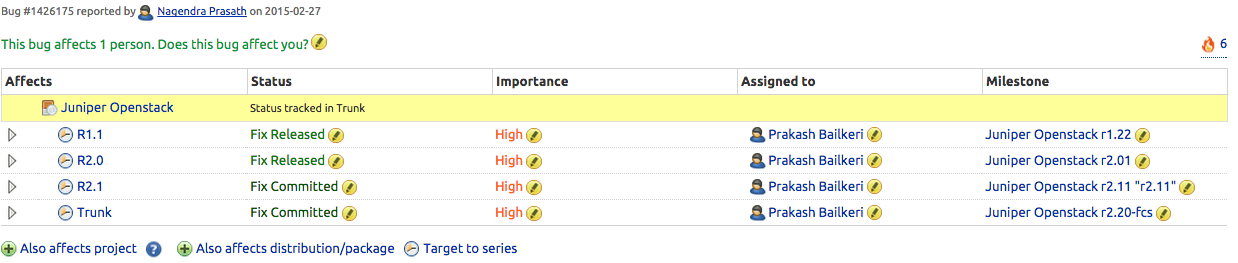 Bug #1426175 reported by Nagendra Prasath on 2015-02-27
This bug affects 1 person. Does this bug affect you? 6
Affects Status Importance Assigned to Milestone
Juniper Openstack Status tracked in Trunk
R1.1 Fix Released High Prakash Bailkeri Juniper Openstack r1.22
R2.0 Fix Released High Prakash Bailkeri Juniper Openstack r2.01
R2.1 Fix Committed High Prakash Bailkeri Juniper Openstack r2.11 "r2.11"
Trunk Fix Committed High Prakash Bailkeri Juniper Openstack r2.20-fcs
Also affects project ? Also affects distribution/package Target to series